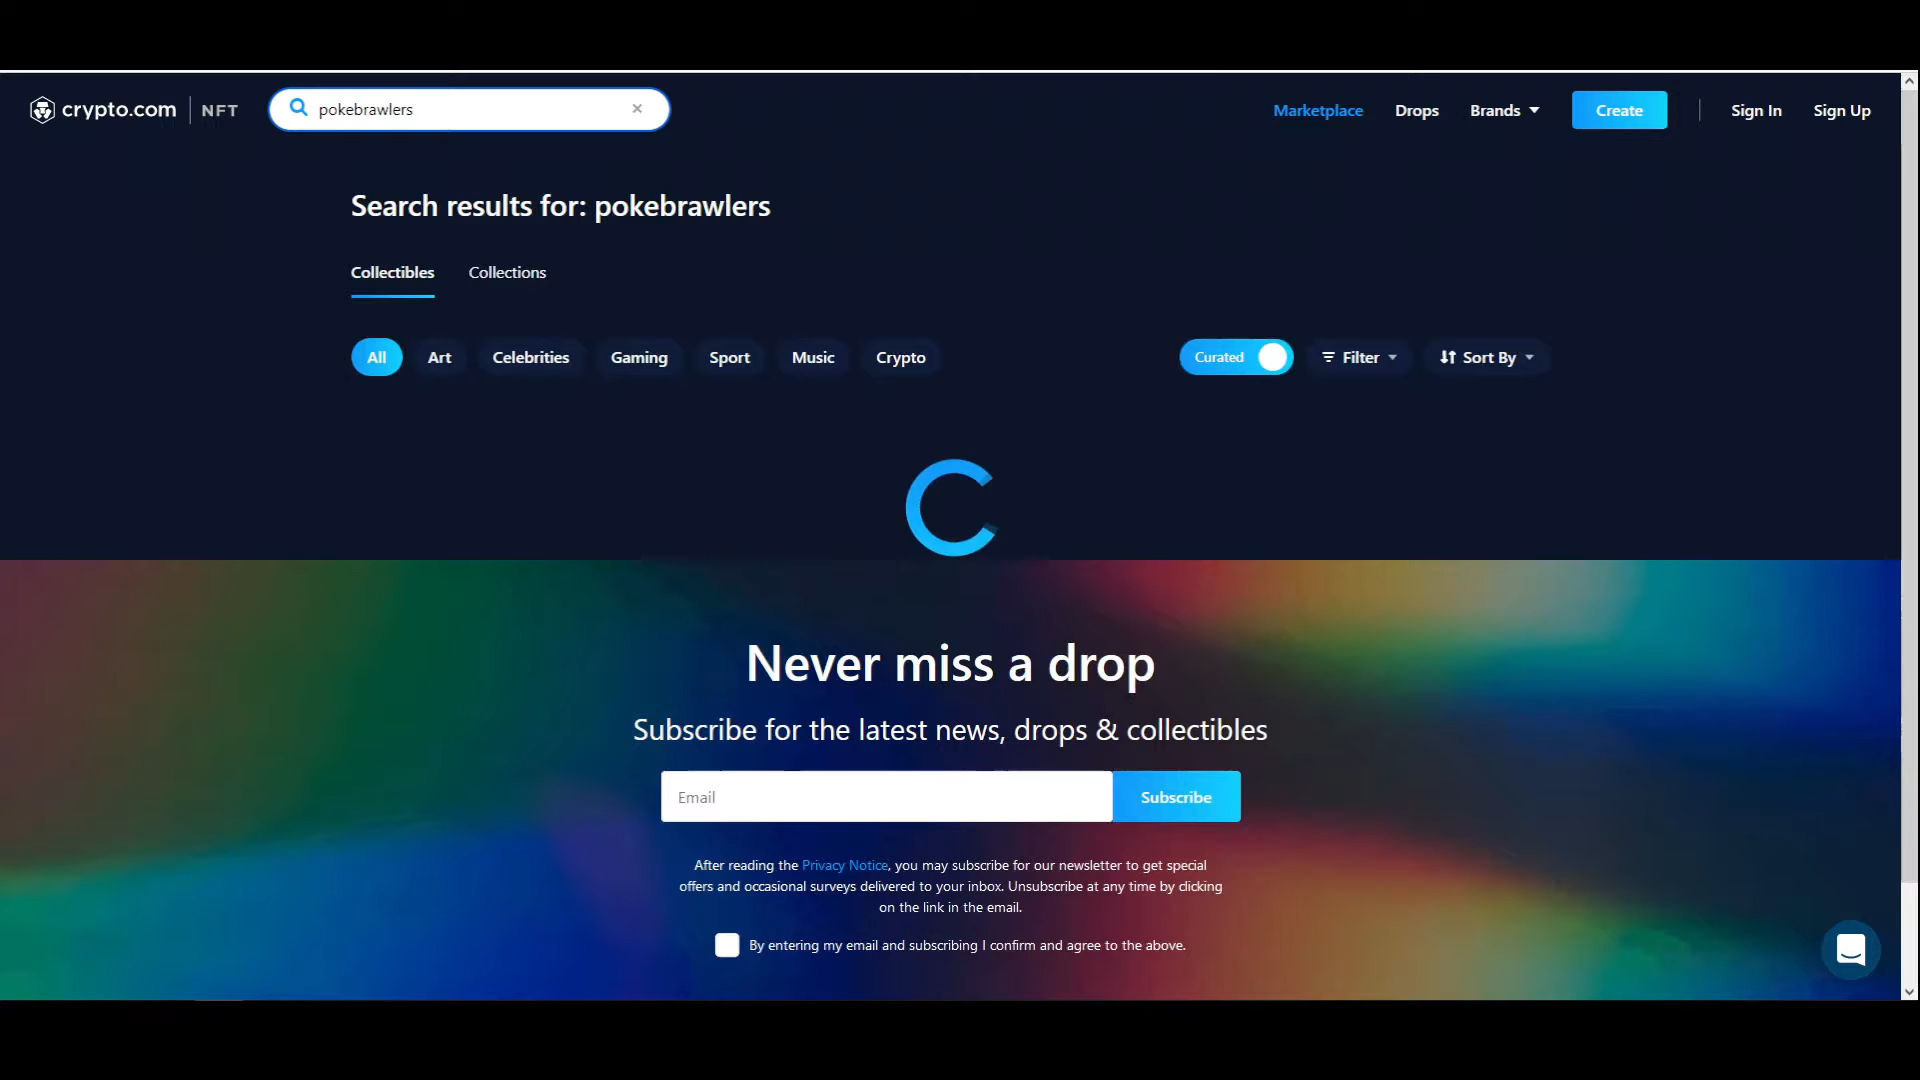 crypto.com | NFT
pokebrawlers
Marketplace
Drops
Brands
Create
Sign In
Sign Up
Search results for: pokebrawlers
Collectibles
Collections
All
Art
Celebrities
Gaming
Sport
Music
Crypto
Curated
Filter
Sort By
Never miss a drop
Subscribe for the latest news, drops & collectibles
Email
Subscribe
After reading the Privacy Notice, you may subscribe for our newsletter to get special
offers and occasional surveys delivered to your inbox. Unsubscribe at any time by clicking
on the link in the email.
By entering my email and subscribing I confirm and agree to the above.